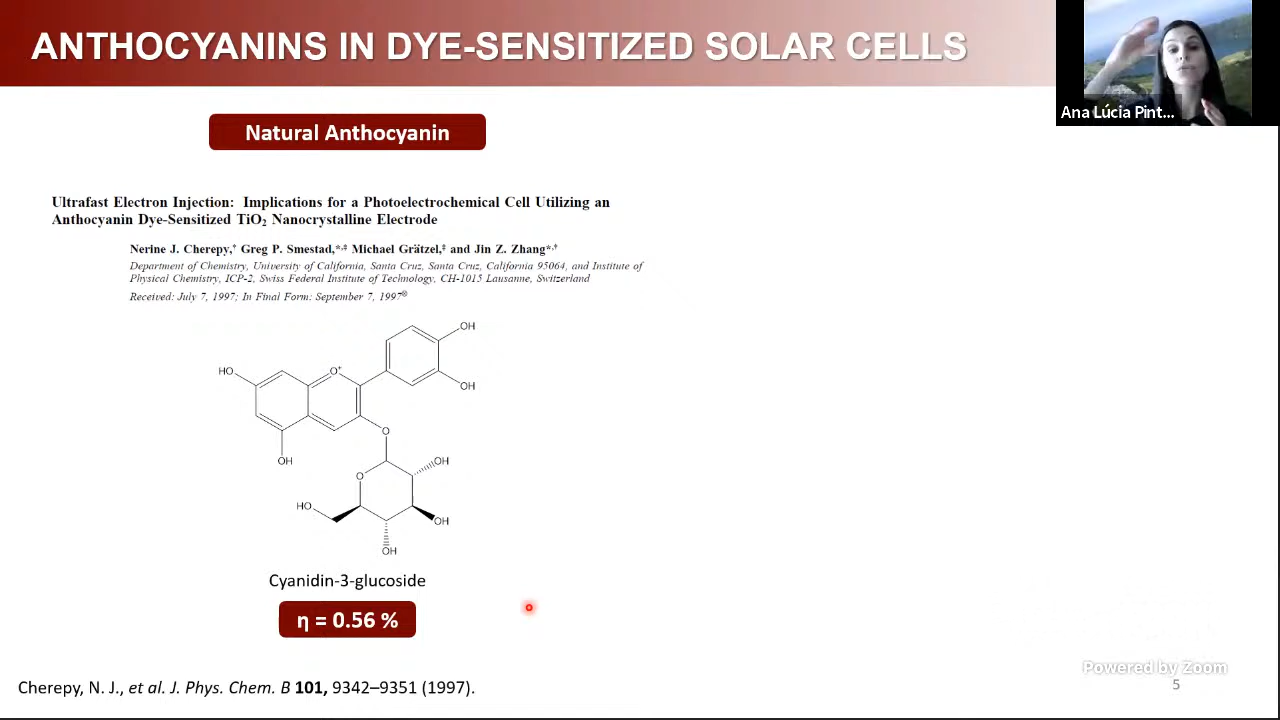 ANTHOCYANINS IN DYE-SENSITIZED SOLAR CELLS
Ana Lúcia Pint...
Natural Anthocyanin
Ultrafast Electron Injection: Implications for a Photoelectrochemical Cell Utilizing an
Anthocyanin Dye-Sensitized TiO₂ Nanocrystalline Electrode
Nerine J. Cherepy,† Greg P. Smestad,*,‡ Michael Grätzel,‡ and Jin Z. Zhang*,†
Department of Chemistry, University of California, Santa Cruz, Santa Cruz, California 95064, and Institute of
Physical Chemistry, ICP-2, Swiss Federal Institute of Technology, CH-1015 Lausanne, Switzerland
Received: July 7, 1997; In Final Form: September 7, 1997⊗
OH
HO
O⁺
OH
O
OH
OH
O
HO
OH
OH
Cyanidin-3-glucoside
η = 0.56 %
Powered by Zoom
5
Cherepy, N. J., et al. J. Phys. Chem. B 101, 9342–9351 (1997).